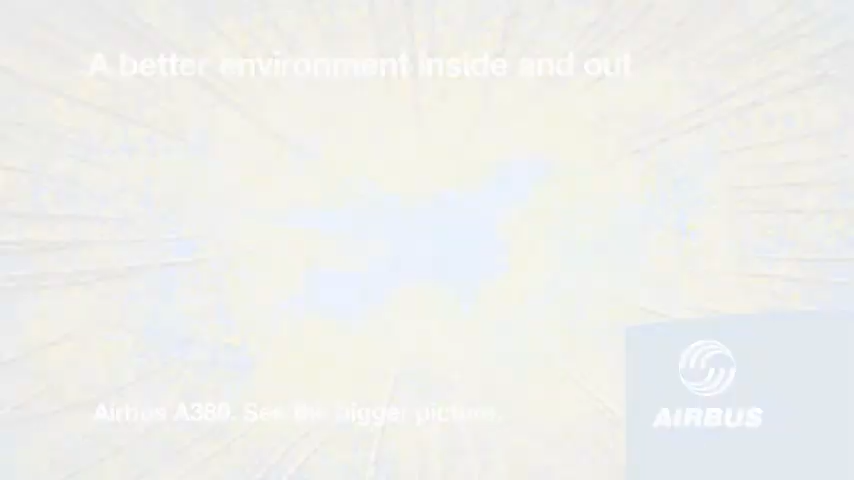 A better environment inside and out
Airbus A380. See the bigger picture.
AIRBUS